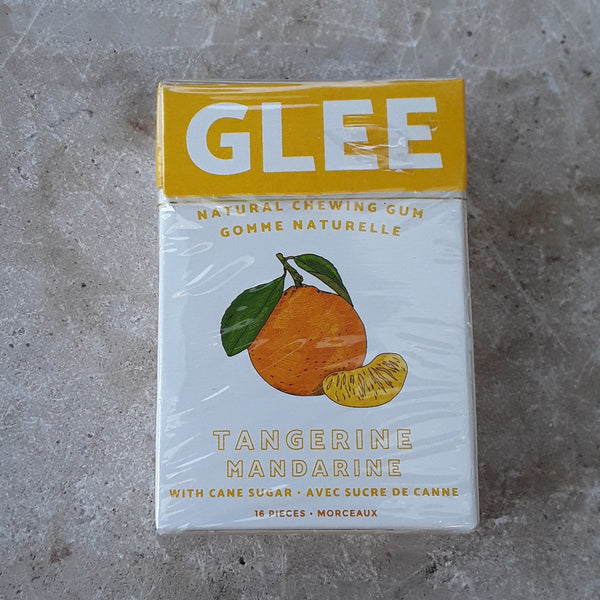 GLEE
NATURAL CHEWING GUM
GOMME NATURELLE
TANGERINE
MANDARINE
WITH CANE SUGAR • AVEC SUCRE DE CANNE
16 PIECES • MORCEAUX